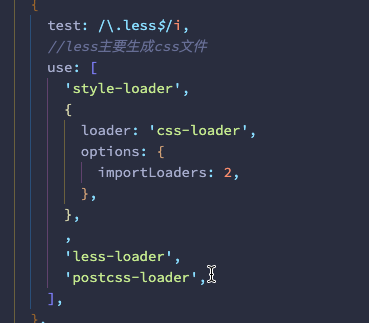 {
test: /\.less$/i,
//less主要生成css文件
use: [
'style-loader',
{
loader: 'css-loader',
options: {
importLoaders: 2,
},
},
,
'less-loader',
'postcss-loader',
],
},